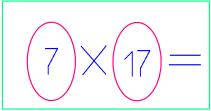 7 × 17 =